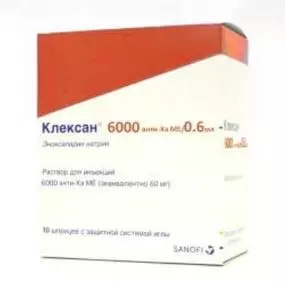 Клексан® 6000 анти-Ха МЕ/0.6мл
Эноксапарин натрия
Раствор для инъекций
6000 анти-Ха МЕ (эквивалентно 60 мг)
10 шприцев с защитной системой иглы
SANOFI
Клексан